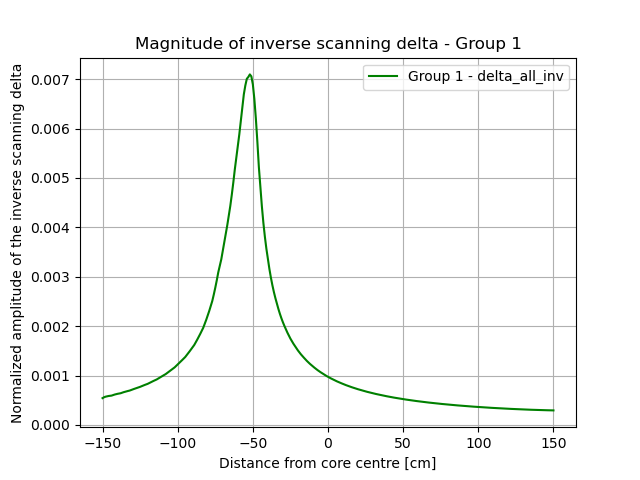 Magnitude of inverse scanning delta - Group 1
Group 1 - delta_all_inv
Normalized amplitude of the inverse scanning delta
0.007
0.006
0.005
0.004
0.003
0.002
0.001
0.000
−150 −100 −50 0 50 100 150
Distance from core centre [cm]